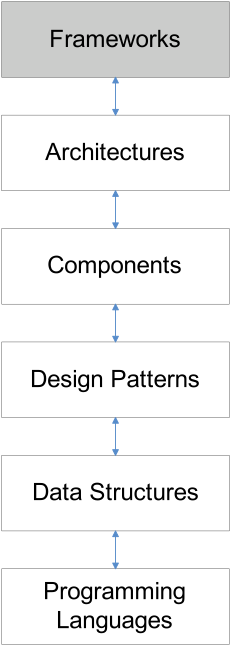 Frameworks
Architectures
Components
Design Patterns
Data Structures
Programming
Languages